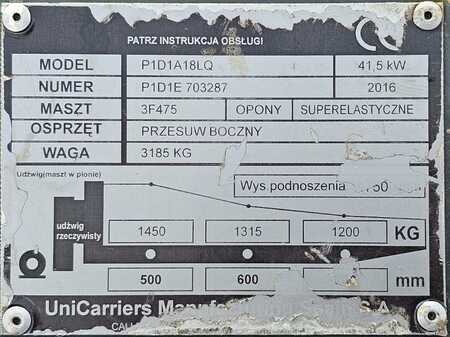 PATRZ INSTRUKCJA OBSŁUGI
MODEL P1D1A18LQ 41,5 kW
NUMER P1D1E 703287 2016
MASZT 3F475 OPONY SUPERELASTYCZNE
OSPRZĘT PRZESUW BOCZNY
WAGA 3185 KG
Udźwig(maszt w pionie)
Wys.podnoszenia
udźwig rzeczywisty
1450 1315 1200 KG
500 600 mm
UniCarriers